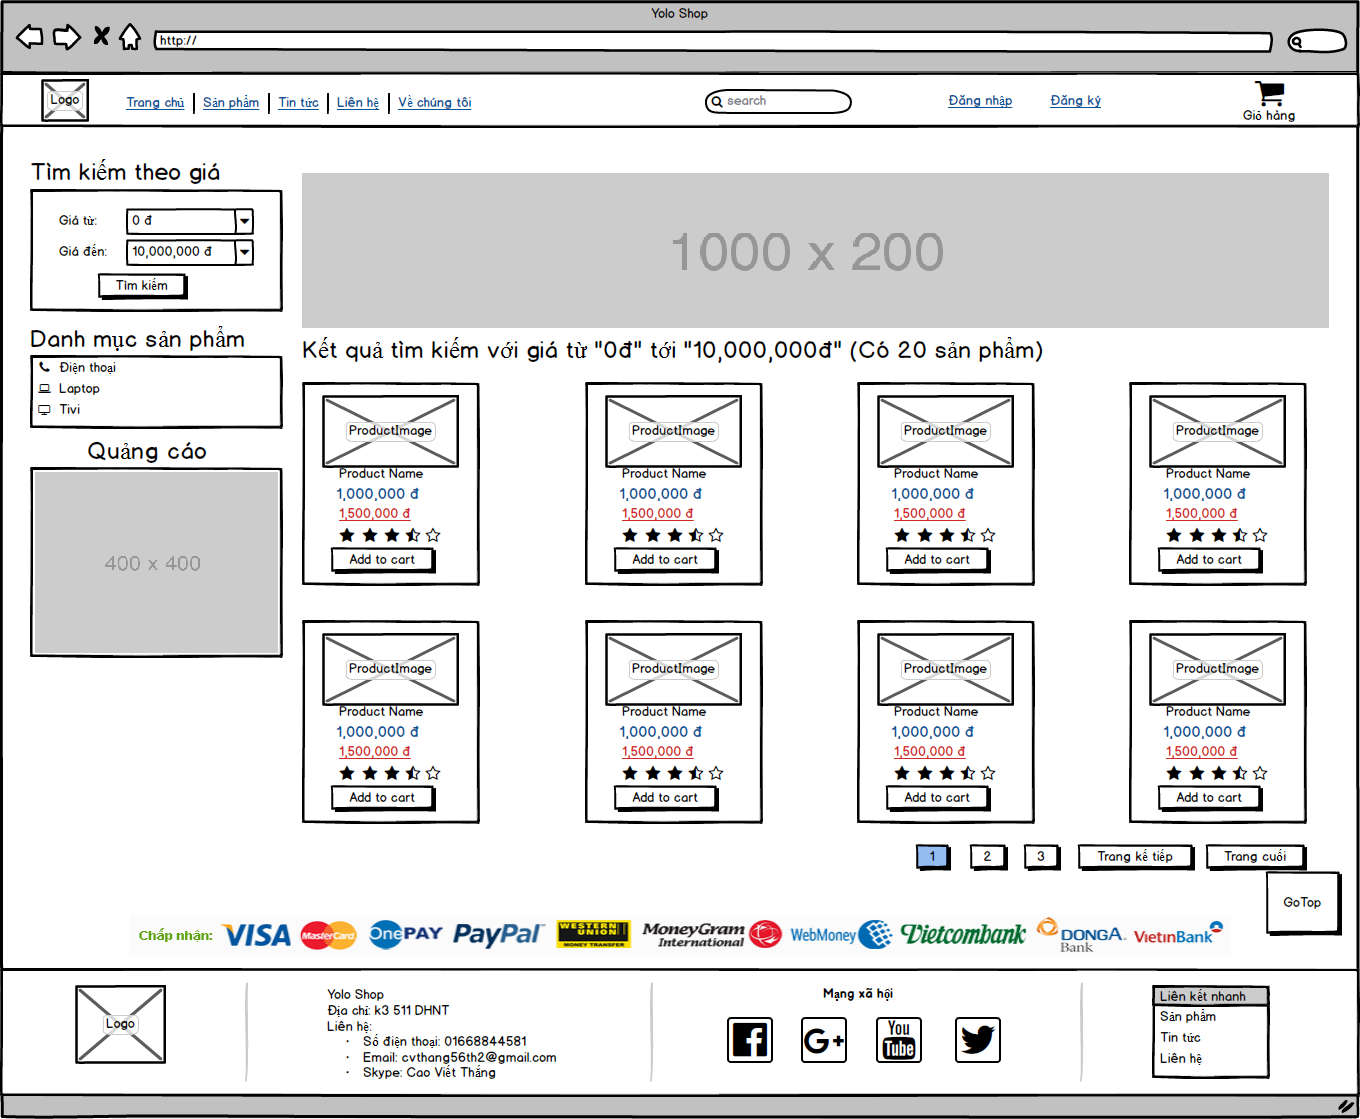 Yolo Shop
http://
Logo
Trang chủ
Sản phẩm
Tin tức
Liên hệ
Về chúng tôi
search
Đăng nhập
Đăng ký
Giỏ hàng
Tìm kiếm theo giá
Giá từ:
0 đ
Giá đến:
10,000,000 đ
Tìm kiếm
Danh mục sản phẩm
Điện thoại
Laptop
Tivi
Quảng cáo
400 x 400
1000 x 200
Kết quả tìm kiếm với giá từ "0đ" tới "10,000,000đ" (Có 20 sản phẩm)
ProductImage
Product Name
1,000,000 đ
1,500,000 đ
Add to cart
ProductImage
Product Name
1,000,000 đ
1,500,000 đ
Add to cart
ProductImage
Product Name
1,000,000 đ
1,500,000 đ
Add to cart
ProductImage
Product Name
1,000,000 đ
1,500,000 đ
Add to cart
ProductImage
Product Name
1,000,000 đ
1,500,000 đ
Add to cart
ProductImage
Product Name
1,000,000 đ
1,500,000 đ
Add to cart
ProductImage
Product Name
1,000,000 đ
1,500,000 đ
Add to cart
ProductImage
Product Name
1,000,000 đ
1,500,000 đ
Add to cart
1
2
3
Trang kế tiếp
Trang cuối
GoTop
Chấp nhận:
VISA
MasterCard
OnePAY
PayPal
WESTERN
UNION
MONEY TRANSFER
MoneyGram
International
WebMoney
Vietcombank
DONGA
Bank
VIETINBANK
Logo
Yolo Shop
Địa chỉ: k3 511 DHNT
Liên hệ:
· Số điện thoại: 01668844581
· Email: cvthang56th2@gmail.com
· Skype: Cao Viết Thắng
Mạng xã hội
G+
You
Tube
Liên kết nhanh
Sản phẩm
Tin tức
Liên hệ